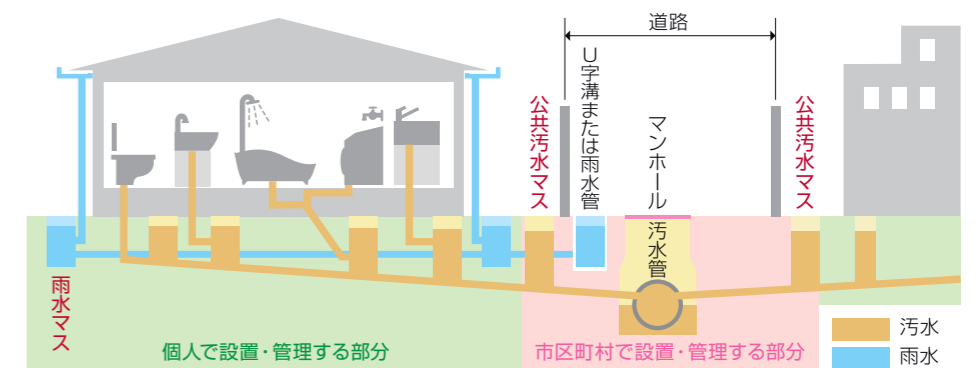 道路
公共汚水マス
U字溝または雨水管
マンホール
公共汚水マス
汚水管
雨水マス
個人で設置・管理する部分
市区町村で設置・管理する部分
汚水
雨水